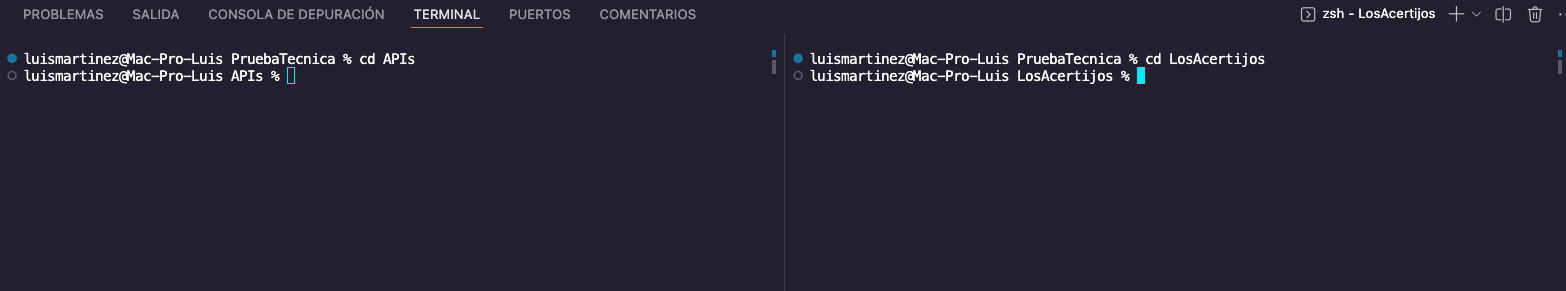 PROBLEMAS SALIDA CONSOLA DE DEPURACIÓN TERMINAL PUERTOS COMENTARIOS zsh - LosAcertijos
luismartinez@Mac-Pro-Luis PruebaTecnica % cd APIs
luismartinez@Mac-Pro-Luis APIs %
luismartinez@Mac-Pro-Luis PruebaTecnica % cd LosAcertijos
luismartinez@Mac-Pro-Luis LosAcertijos %